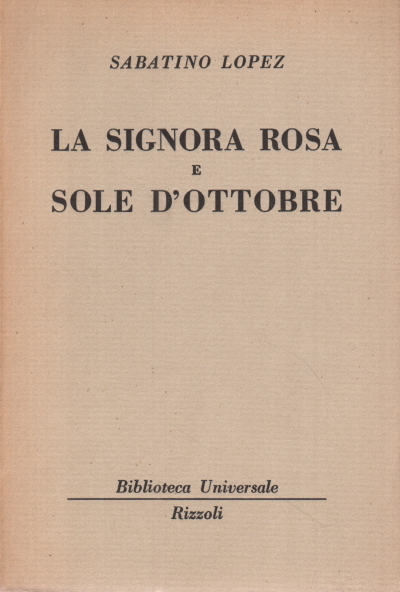 SABATINO LOPEZ
LA SIGNORA ROSA
E
SOLE D'OTTOBRE
Biblioteca Universale
Rizzoli